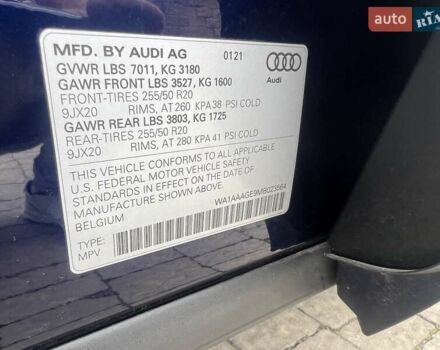 auto RIA
MFD. BY AUDI AG 01 21
Audi
GVWR LBS 7011, KG 3180
GAWR FRONT LBS 3527, KG 1600
FRONT-TIRES 255/50 R20
9JX20 RIMS, AT 260 KPA 38 PSI COLD
GAWR REAR LBS 3803, KG 1725
REAR-TIRES 255/50 R20
9JX20 RIMS, AT 280 KPA 41 PSI COLD
THIS VEHICLE CONFORMS TO ALL APPLICABLE
U.S. FEDERAL MOTOR VEHICLE SAFETY
STANDARDS IN EFFECT ON THE DATE OF
MANUFACTURE SHOWN ABOVE.
BELGIUM WA1AAAGE9MB023564
TYPE:
MPV